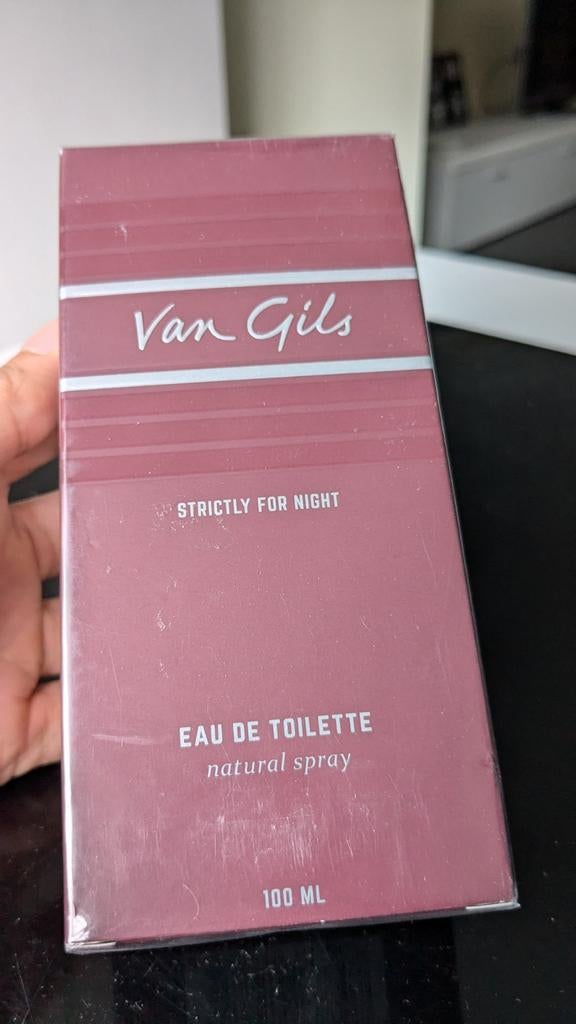 Van Gils
STRICTLY FOR NIGHT
EAU DE TOILETTE
natural spray
100 ML